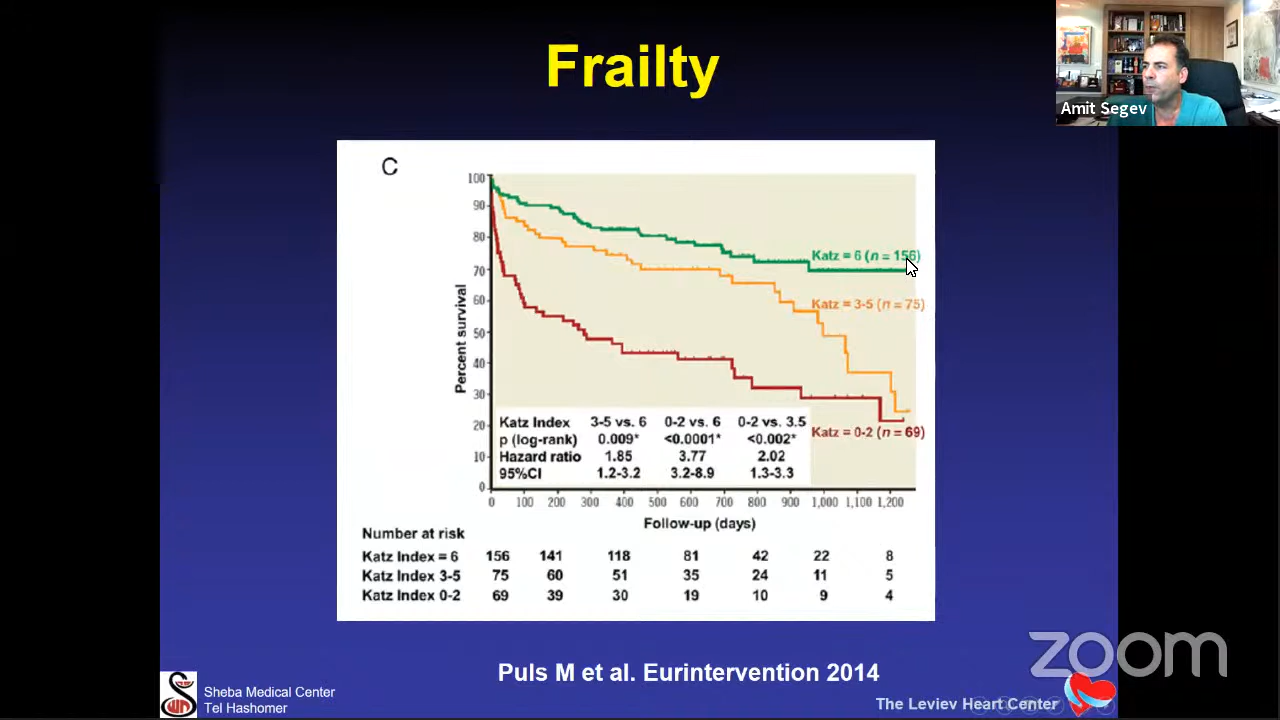 Frailty
Amit Segev
C
100
90
80
70
60
50
40
30
20
10
0
Percent survival
Katz = 6 (n = 156)
Katz = 3-5 (n = 75)
Katz = 0-2 (n = 69)
Katz Index 3-5 vs. 6 0-2 vs. 6 0-2 vs. 3.5
p (log-rank) 0.009* <0.0001* <0.002*
Hazard ratio 1.85 3.77 2.02
95%CI 1.2-3.2 3.2-8.9 1.3-3.3
0 100 200 300 400 500 600 700 800 900 1,000 1,100 1,200
Follow-up (days)
Number at risk
Katz Index = 6 156 141 118 81 42 22 8
Katz Index 3-5 75 60 51 35 24 11 5
Katz Index 0-2 69 39 30 19 10 9 4
Puls M et al. Eurintervention 2014
Sheba Medical Center
Tel Hashomer
The Leviev Heart Center
zoom